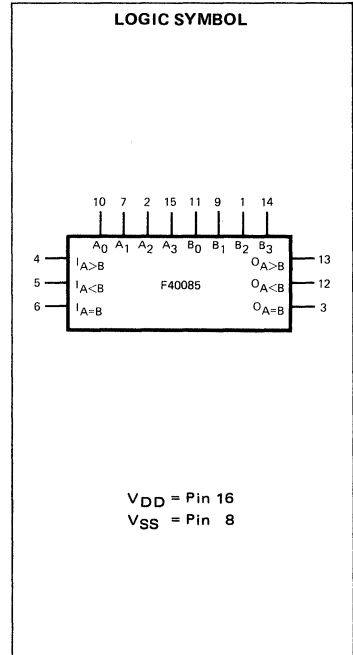 LOGIC SYMBOL
10 7 2 15 11 9 1 14
A0 A1 A2 A3 B0 B1 B2 B3
4 IA>B OA>B 13
5 IA<B F40085 OA<B 12
6 IA=B OA=B 3
VDD = Pin 16
VSS = Pin 8